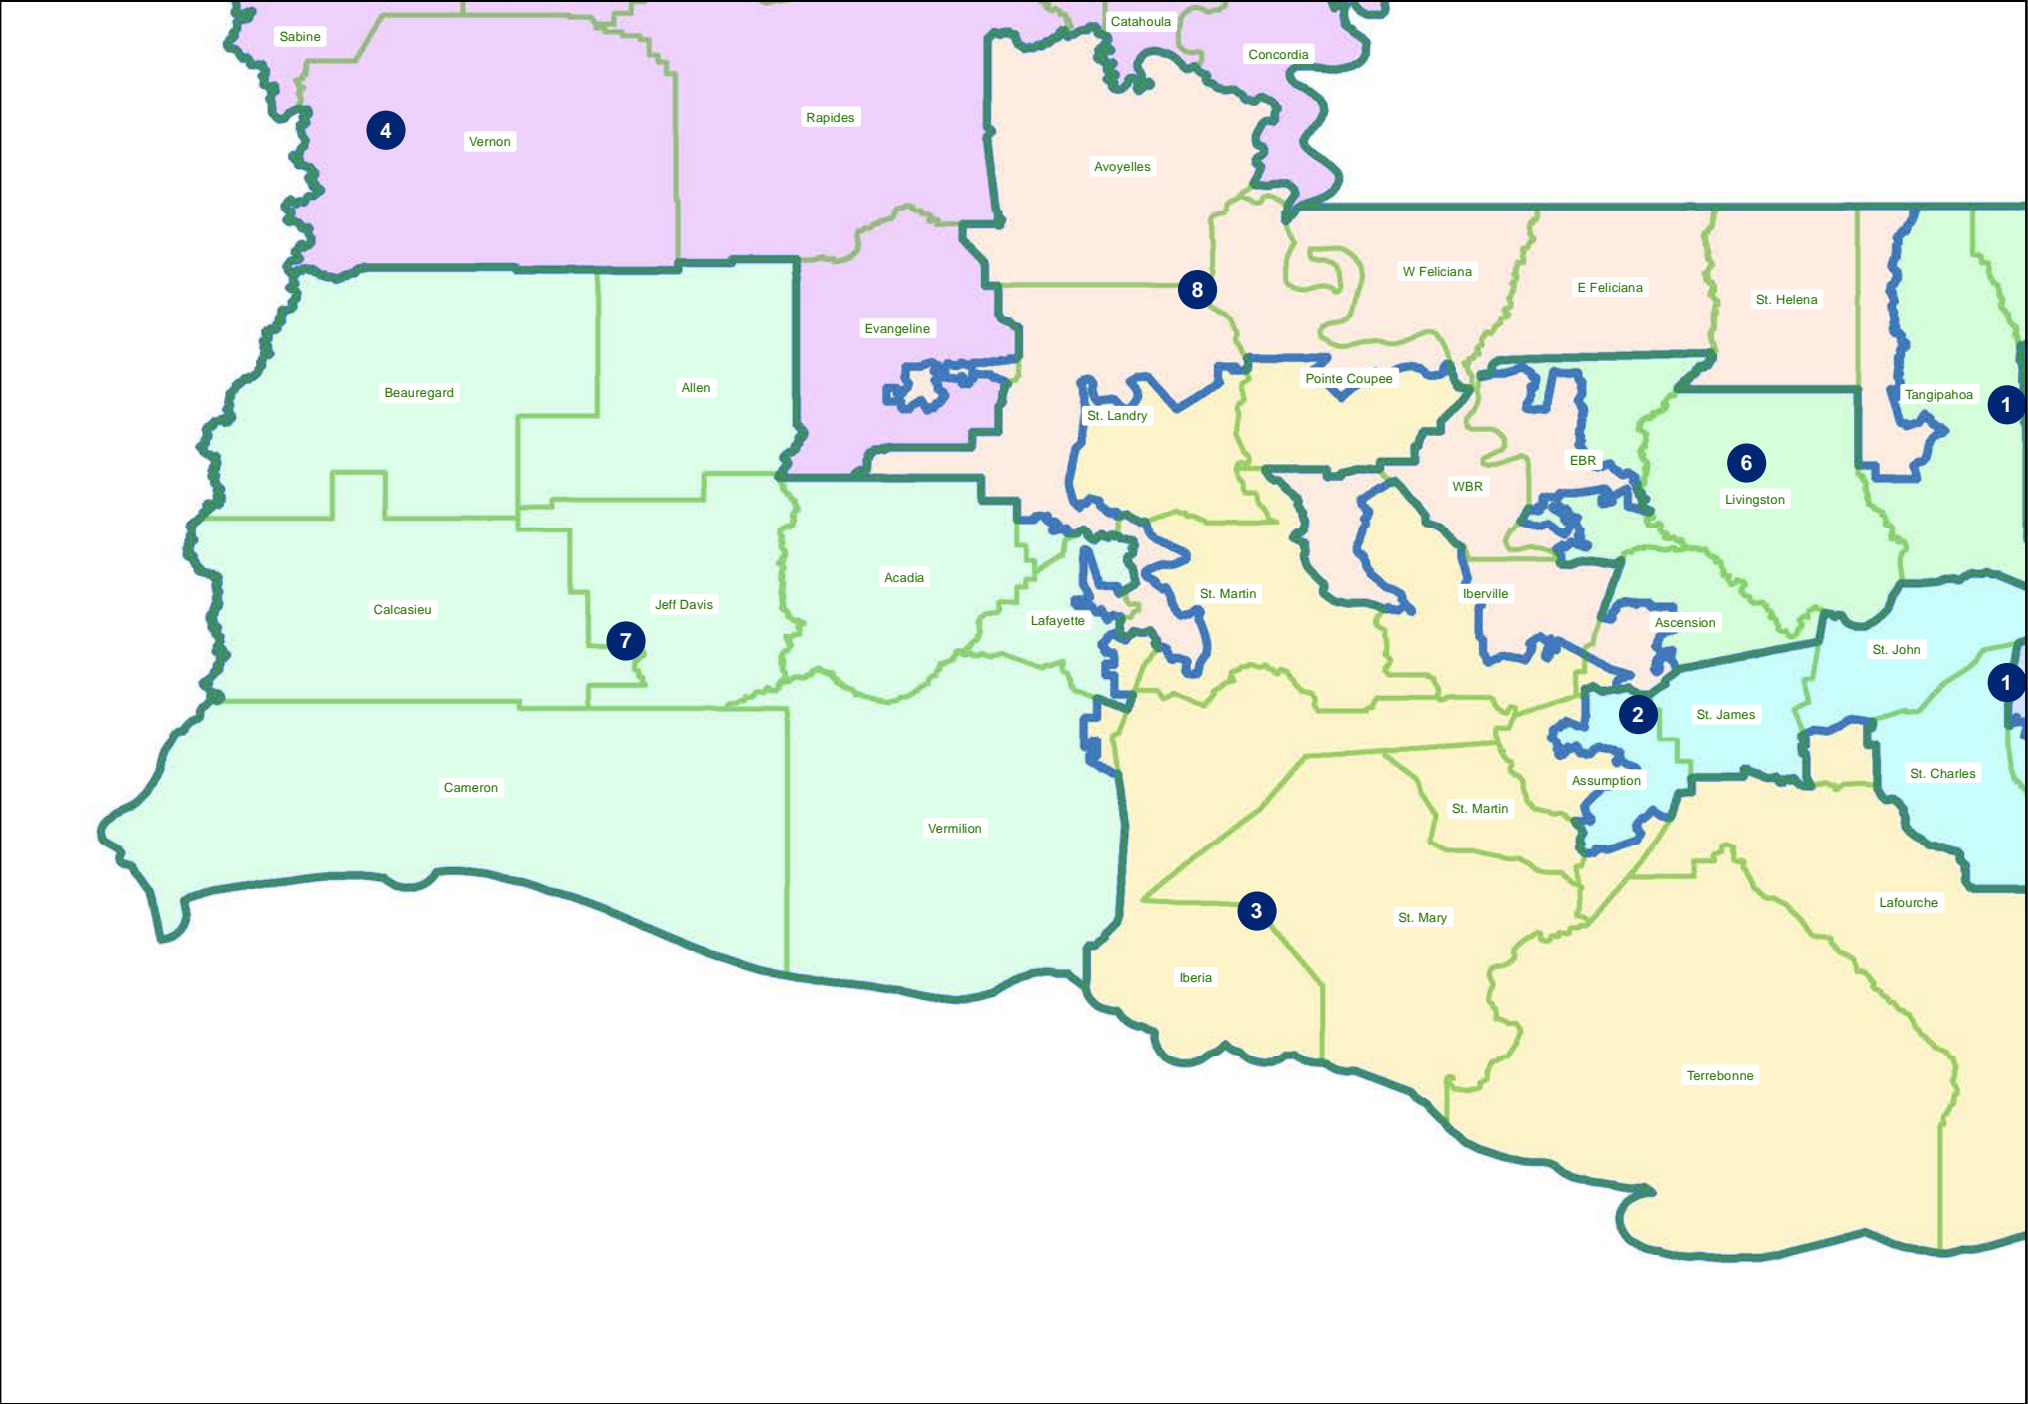 Catahoula
Sabine
Concordia
Rapides
4
Vernon
Avoyelles
W Feliciana
E Feliciana
8
St. Helena
Evangeline
Pointe Coupee
Allen
Beauregard
Tangipahoa
1
St. Landry
EBR
6
WBR
Livingston
Acadia
Iberville
St. Martin
Jeff Davis
Calcasieu
Lafayette
Ascension
7
St. John
1
2
St. James
St. Charles
Assumption
Cameron
St. Martin
Vermilion
Lafourche
3
St. Mary
Iberia
Terrebonne